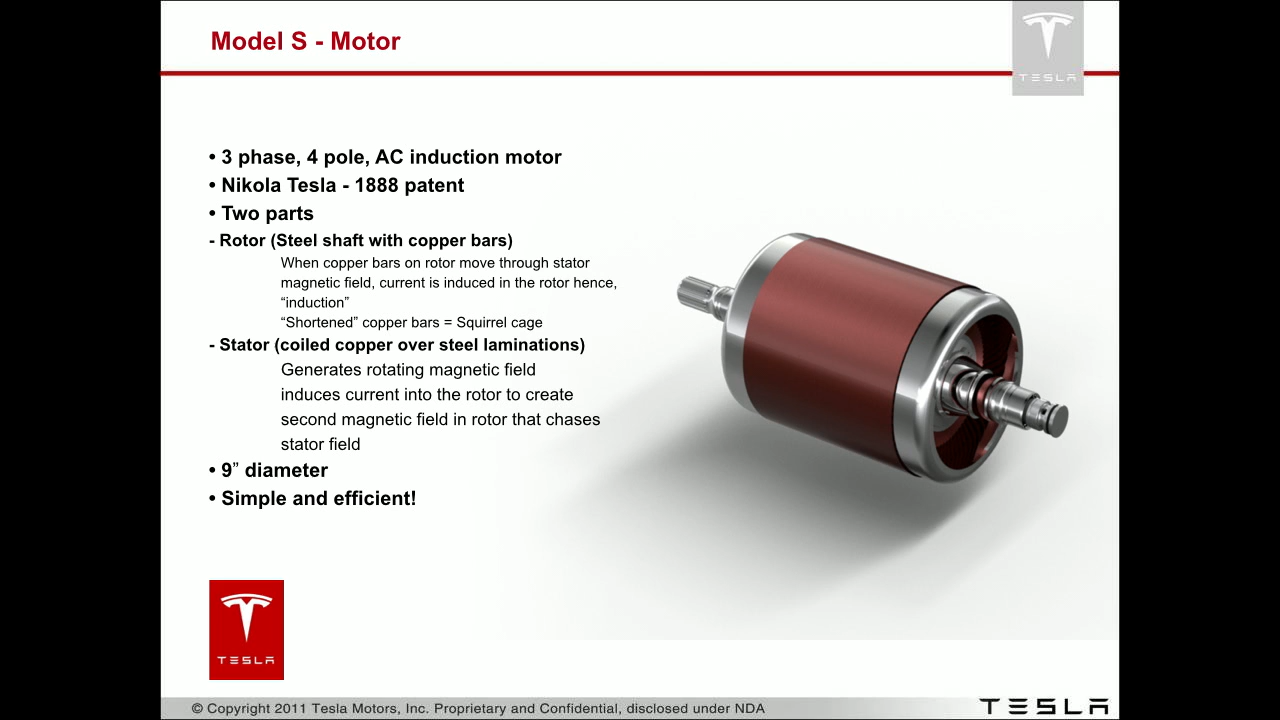 Model S - Motor
TESLA
• 3 phase, 4 pole, AC induction motor
• Nikola Tesla - 1888 patent
• Two parts
- Rotor (Steel shaft with copper bars)
When copper bars on rotor move through stator
magnetic field, current is induced in the rotor hence,
“induction”
“Shortened” copper bars = Squirrel cage
- Stator (coiled copper over steel laminations)
Generates rotating magnetic field
induces current into the rotor to create
second magnetic field in rotor that chases
stator field
• 9” diameter
• Simple and efficient!
TESLA
© Copyright 2011 Tesla Motors, Inc. Proprietary and Confidential, disclosed under NDA
TESLA